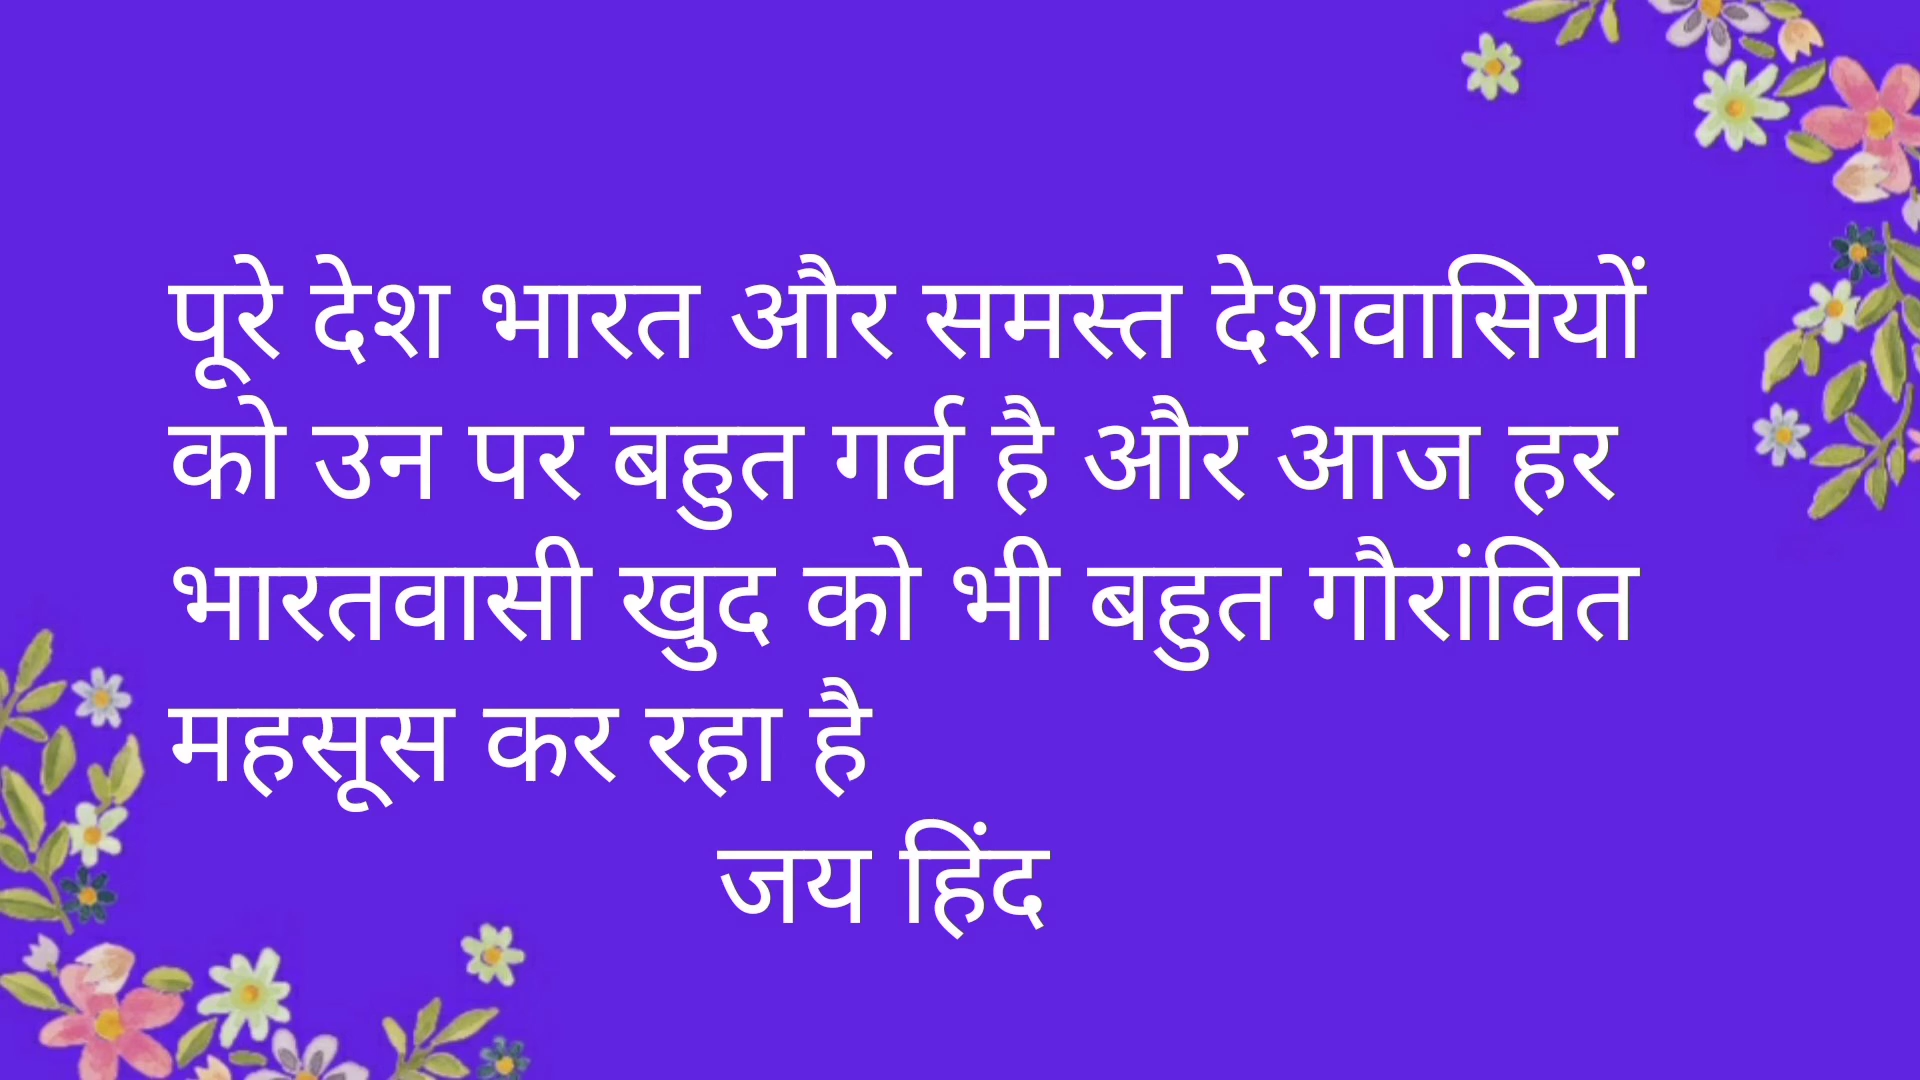 पूरे देश भारत और समस्त देशवासियों
को उन पर बहुत गर्व है और आज हर
भारतवासी खुद को भी बहुत गौरांवित
महसूस कर रहा है
जय हिंद